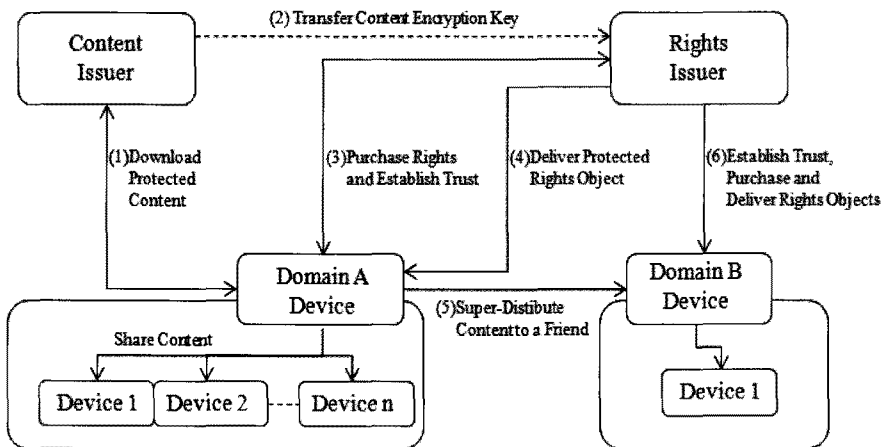 (2) Transfer Content Encryption Key
Content
Issuer
Rights
Issuer
(1)Download
Protected
Content
(3)Purchase Rights
and Establish Trust
(4)Deliver Protected
Rights Object
(6)Establish Trust,
Purchase and
Deliver Rights Objects
Domain A
Device
Domain B
Device
(5)Super-Distibute
Content to a Friend
Share Content
Device 1
Device 2
Device n
Device 1